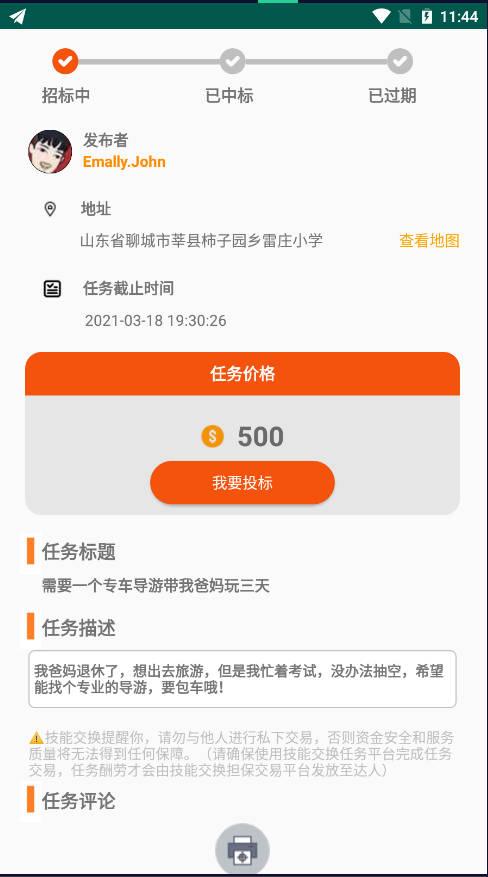 11:44
招标中 已中标 已过期
发布者
Emally.John
地址
山东省聊城市莘县柿子园乡雷庄小学 查看地图
任务截止时间
2021-03-18 19:30:26
任务价格
$ 500
我要投标
任务标题
需要一个专车导游带我爸妈玩三天
任务描述
我爸妈退休了，想出去旅游，但是我忙着考试，没办法抽空，希望
能找个专业的导游，要包车哦！
⚠️技能交换提醒你，请勿与他人进行私下交易，否则资金安全和服务
质量将无法得到任何保障。（请确保使用技能交换任务平台完成任务
交易，任务酬劳才会由技能交换担保交易平台发放至达人）
任务评论